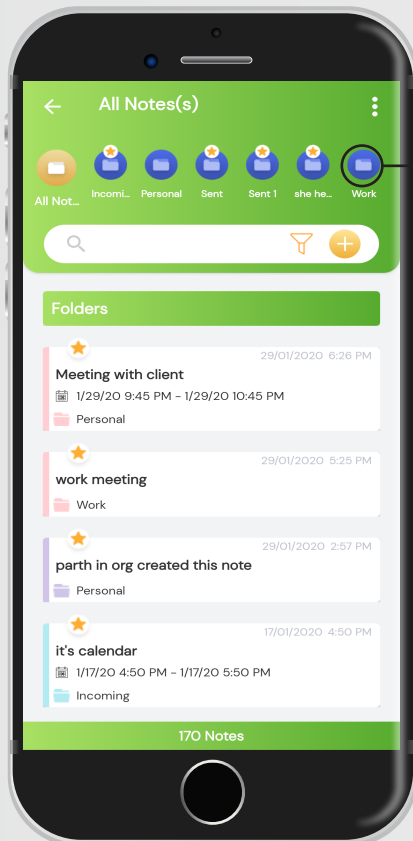 All Notes(s)
All Not...
Incomi...
Personal
Sent
Sent 1
she he...
Work
Folders
29/01/2020 6:26 PM
Meeting with client
1/29/20 9:45 PM - 1/29/20 10:45 PM
Personal
29/01/2020 5:25 PM
work meeting
Work
29/01/2020 2:57 PM
parth in org created this note
Personal
17/01/2020 4:50 PM
it's calendar
1/17/20 4:50 PM - 1/17/20 5:50 PM
Incoming
170 Notes